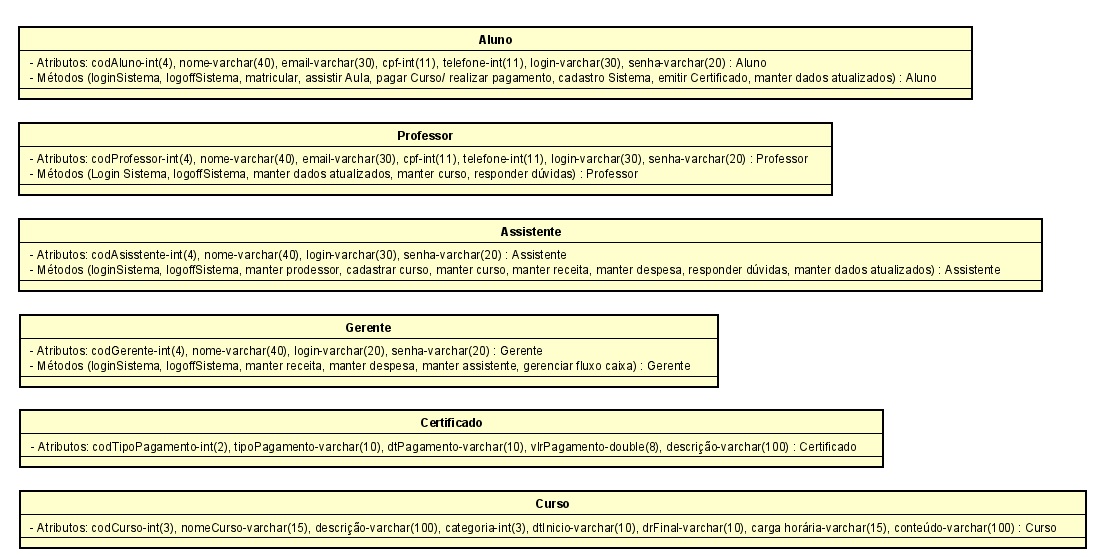 Aluno
- Atributos: codAluno-int(4), nome-varchar(40), email-varchar(30), cpf-int(11), telefone-int(11), login-varchar(30), senha-varchar(20) : Aluno
- Métodos (loginSistema, logoffSistema, matricular, assistir Aula, pagar Curso/ realizar pagamento, cadastro Sistema, emitir Certificado, manter dados atualizados) : Aluno
Professor
- Atributos: codProfessor-int(4), nome-varchar(40), email-varchar(30), cpf-int(11), telefone-int(11), login-varchar(30), senha-varchar(20) : Professor
- Métodos (Login Sistema, logoffSistema, manter dados atualizados, manter curso, responder dúvidas) : Professor
Assistente
- Atributos: codAsisstente-int(4), nome-varchar(40), login-varchar(30), senha-varchar(20) : Assistente
- Métodos (loginSistema, logoffSistema, manter prodessor, cadastrar curso, manter curso, manter receita, manter despesa, responder dúvidas, manter dados atualizados) : Assistente
Gerente
- Atributos: codGerente-int(4), nome-varchar(40), login-varchar(20), senha-varchar(20) : Gerente
- Métodos (loginSistema, logoffSistema, manter receita, manter despesa, manter assistente, gerenciar fluxo caixa) : Gerente
Certificado
- Atributos: codTipoPagamento-int(2), tipoPagamento-varchar(10), dtPagamento-varchar(10), vlrPagamento-double(8), descrição-varchar(100) : Certificado
Curso
- Atributos: codCurso-int(3), nomeCurso-varchar(15), descrição-varchar(100), categoria-int(3), dtInicio-varchar(10), drFinal-varchar(10), carga horária-varchar(15), conteúdo-varchar(100) : Curso